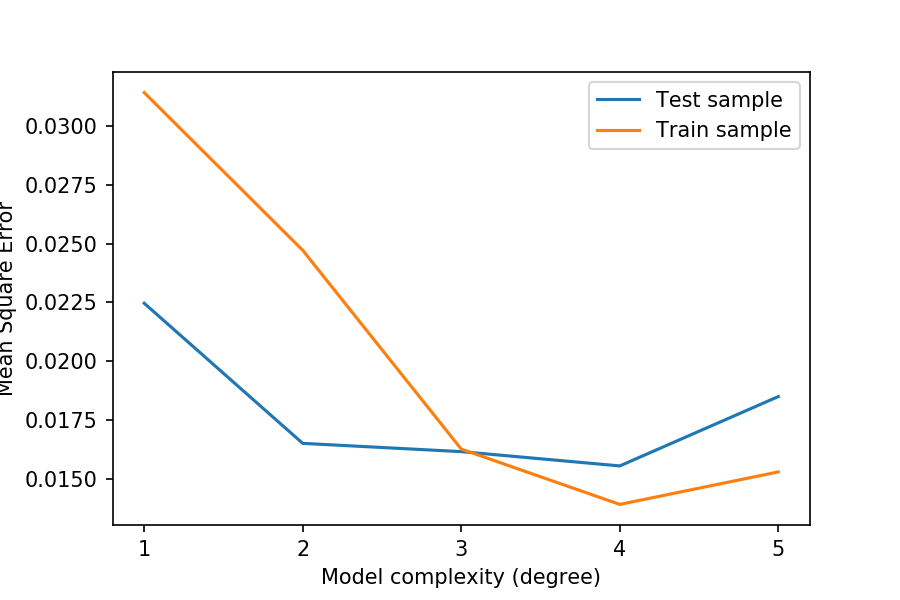 Test sample
Train sample
0.0300
0.0275
0.0250
0.0225
0.0200
0.0175
0.0150
Mean Square Error
1 2 3 4 5
Model complexity (degree)